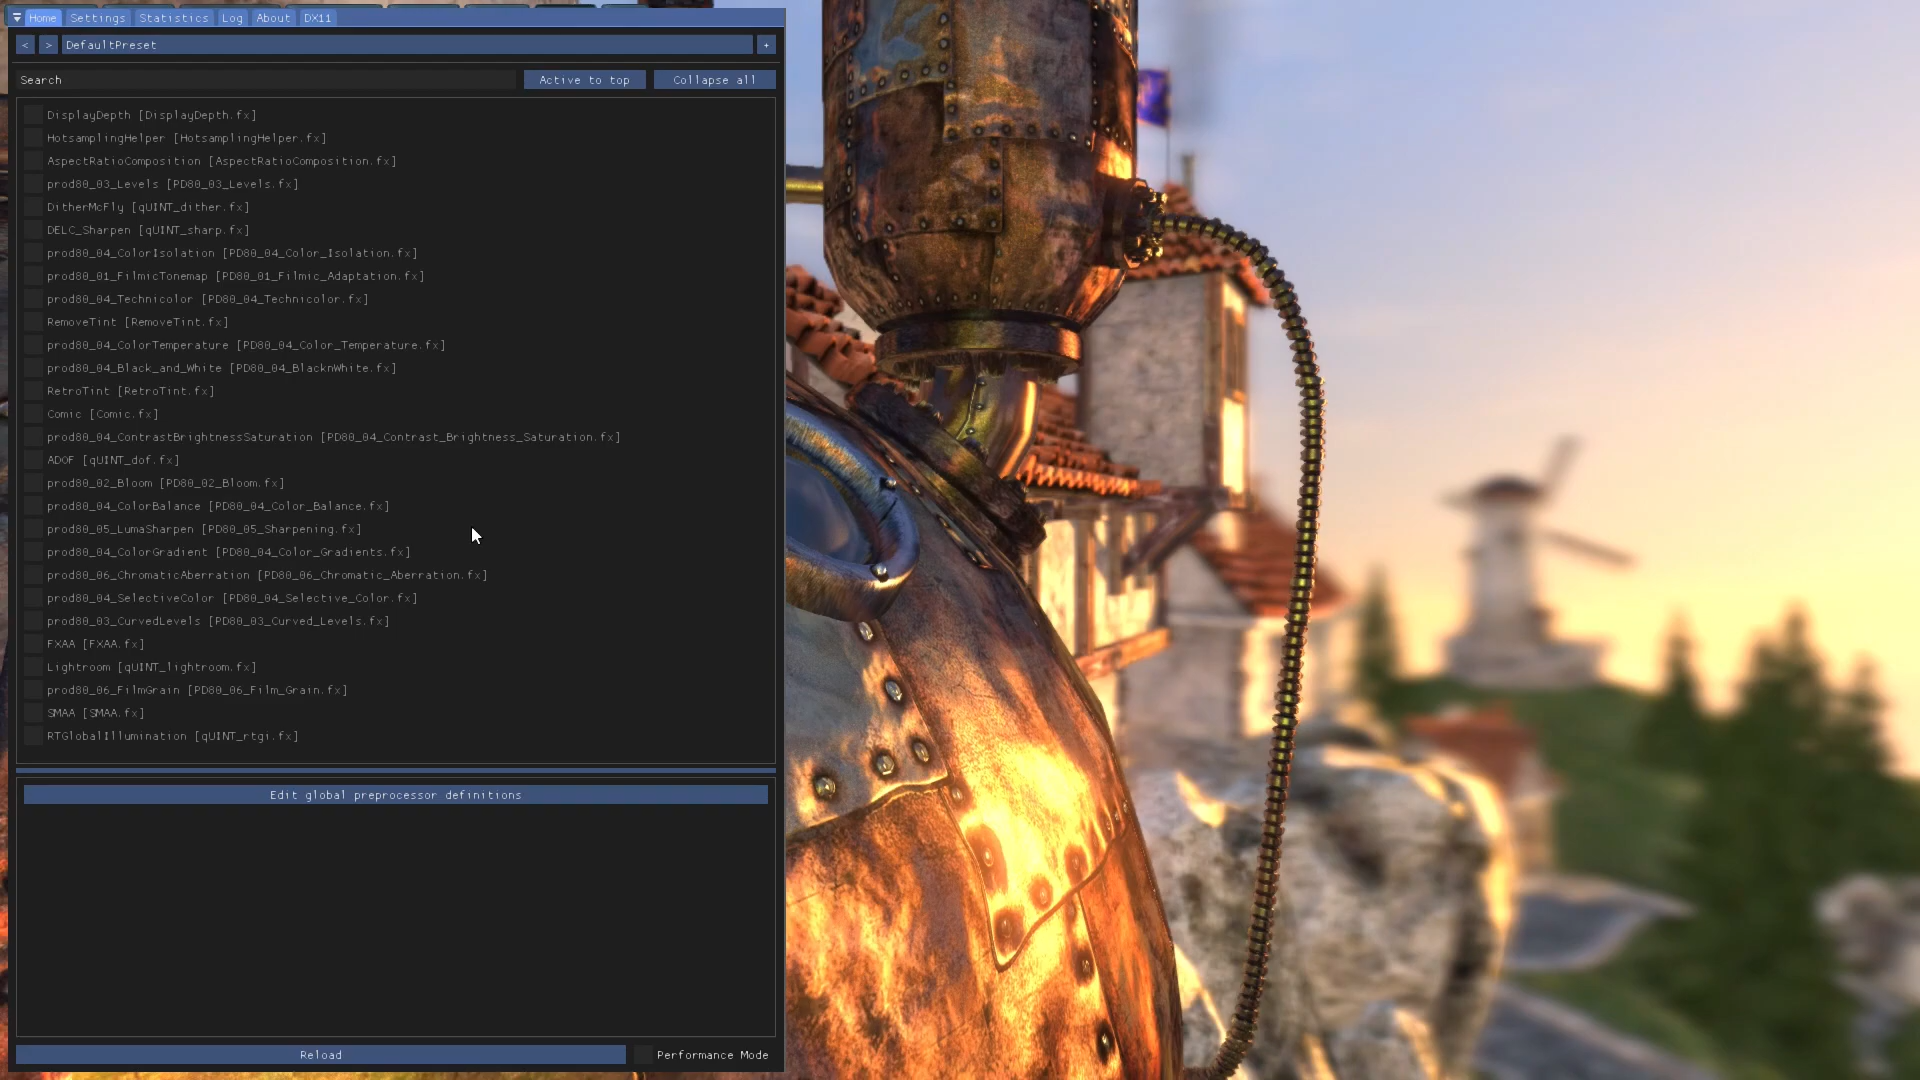 Home Settings Statistics Log About DX11
< > DefaultPreset +
Search Active to top Collapse all
DisplayDepth [DisplayDepth.fx]
HotsamplingHelper [HotsamplingHelper.fx]
AspectRatioComposition [AspectRatioComposition.fx]
prod80_03_Levels [PD80_03_Levels.fx]
DitherMcFly [qUINT_dither.fx]
DELC_Sharpen [qUINT_sharp.fx]
prod80_04_ColorIsolation [PD80_04_Color_Isolation.fx]
prod80_01_FilmicTonemap [PD80_01_Filmic_Adaptation.fx]
prod80_04_Technicolor [PD80_04_Technicolor.fx]
RemoveTint [RemoveTint.fx]
prod80_04_ColorTemperature [PD80_04_Color_Temperature.fx]
prod80_04_Black_and_White [PD80_04_BlacknWhite.fx]
RetroTint [RetroTint.fx]
Comic [Comic.fx]
prod80_04_ContrastBrightnessSaturation [PD80_04_Contrast_Brightness_Saturation.fx]
ADOF [qUINT_dof.fx]
prod80_02_Bloom [PD80_02_Bloom.fx]
prod80_04_ColorBalance [PD80_04_Color_Balance.fx]
prod80_05_LumaSharpen [PD80_05_Sharpening.fx]
prod80_04_ColorGradient [PD80_04_Color_Gradients.fx]
prod80_06_ChromaticAberration [PD80_06_Chromatic_Aberration.fx]
prod80_04_SelectiveColor [PD80_04_Selective_Color.fx]
prod80_03_CurvedLevels [PD80_03_Curved_Levels.fx]
FXAA [FXAA.fx]
Lightroom [qUINT_lightroom.fx]
prod80_06_FilmGrain [PD80_06_Film_Grain.fx]
SMAA [SMAA.fx]
RTGlobalIllumination [qUINT_rtgi.fx]
Edit global preprocessor definitions
Reload Performance Mode